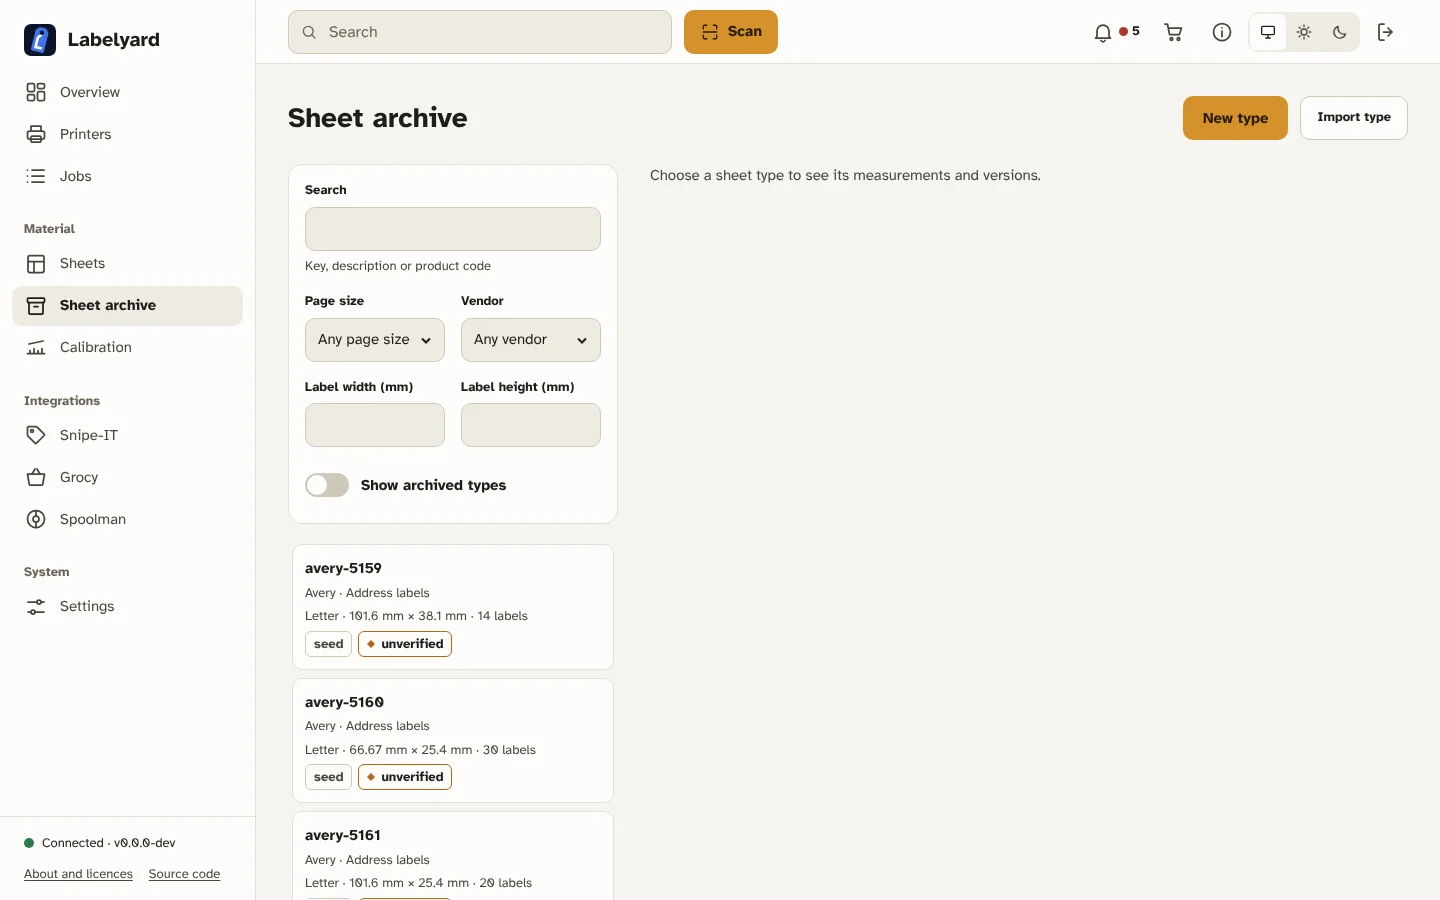 Labelyard
Search
Scan
5
Overview
Printers
Jobs
Material
Sheets
Sheet archive
Calibration
Integrations
Snipe-IT
Grocy
Spoolman
System
Settings
Connected · v0.0.0-dev
About and licences
Source code
Sheet archive
New type
Import type
Search
Key, description or product code
Page size
Vendor
Any page size
Any vendor
Label width (mm)
Label height (mm)
Show archived types
Choose a sheet type to see its measurements and versions.
avery-5159
Avery · Address labels
Letter · 101.6 mm × 38.1 mm · 14 labels
seed
unverified
avery-5160
Avery · Address labels
Letter · 66.67 mm × 25.4 mm · 30 labels
seed
unverified
avery-5161
Avery · Address labels
Letter · 101.6 mm × 25.4 mm · 20 labels